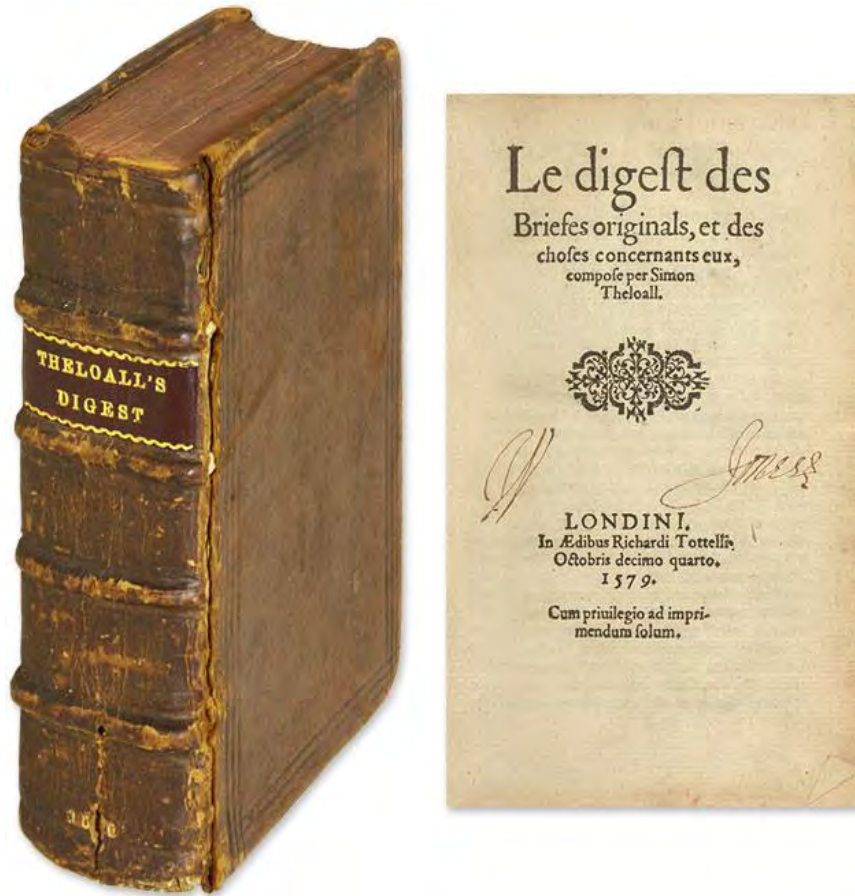 THELOALL'S
DIGEST
Le digeſt des
Briefes originals, et des
choſes concernants eux,
compoſe per Simon
Theloall.
LONDINI.
In Ædibus Richardi Tottelli.
Octobris decimo quarto.
1579.
Cum priuilegio ad impri-
mendum ſolum.